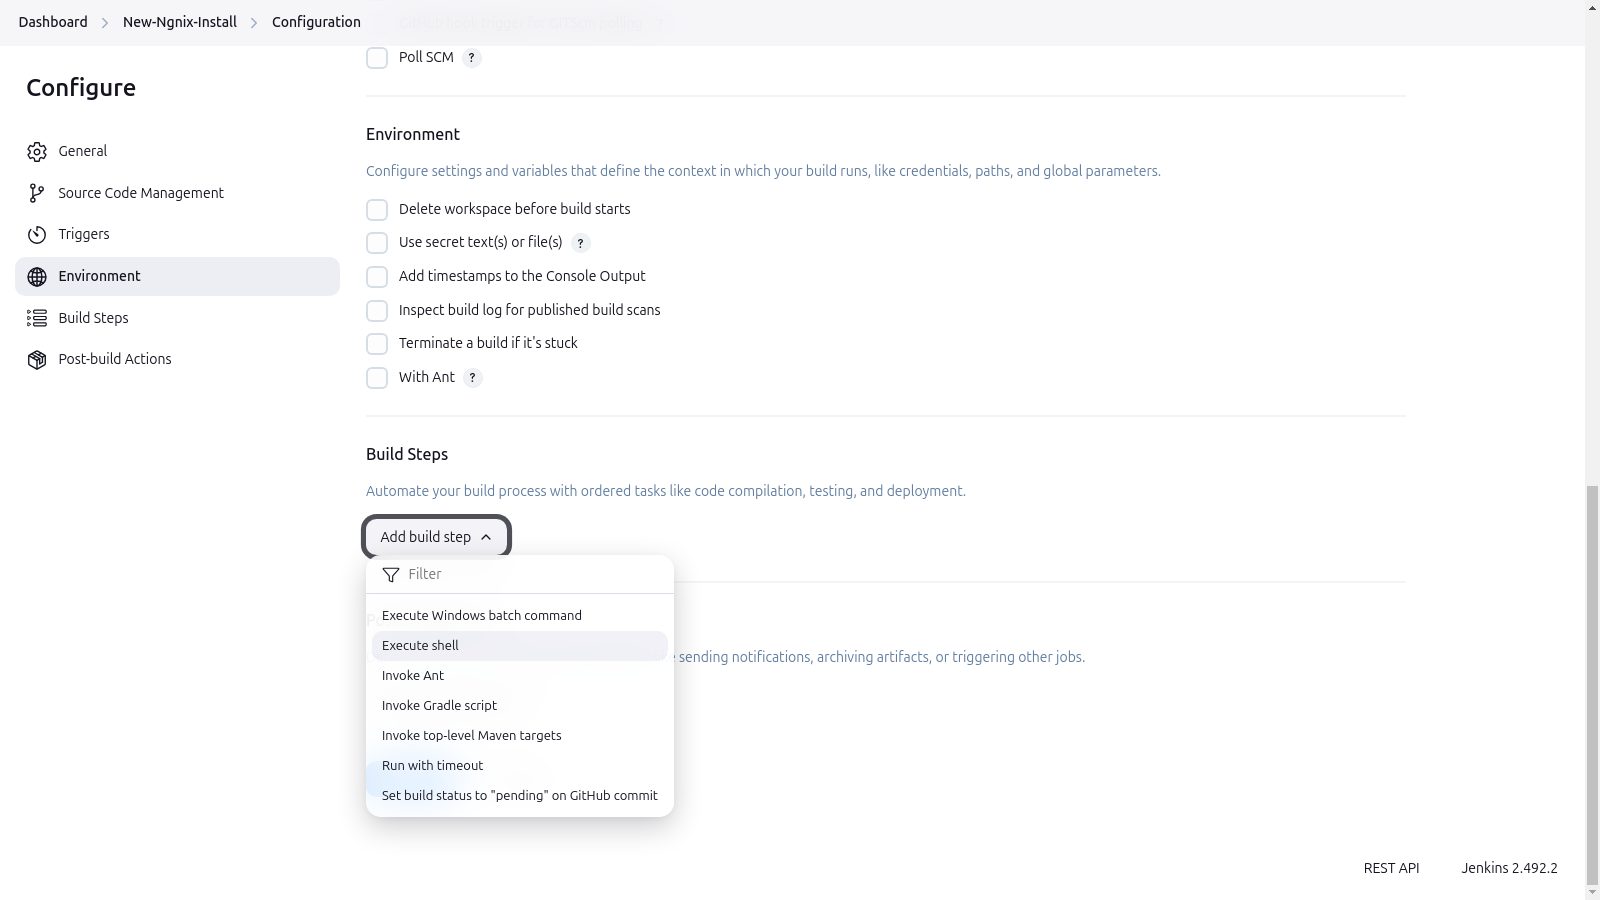 Dashboard > New-Ngnix-Install > Configuration
Configure
General
Source Code Management
Triggers
Environment
Build Steps
Post-build Actions
Poll SCM ?
Environment
Configure settings and variables that define the context in which your build runs, like credentials, paths, and global parameters.
Delete workspace before build starts
Use secret text(s) or file(s) ?
Add timestamps to the Console Output
Inspect build log for published build scans
Terminate a build if it's stuck
With Ant ?
Build Steps
Automate your build process with ordered tasks like code compilation, testing, and deployment.
Add build step
Filter
Execute Windows batch command
Execute shell
Invoke Ant
Invoke Gradle script
Invoke top-level Maven targets
Run with timeout
Set build status to "pending" on GitHub commit
sending notifications, archiving artifacts, or triggering other jobs.
REST API
Jenkins 2.492.2